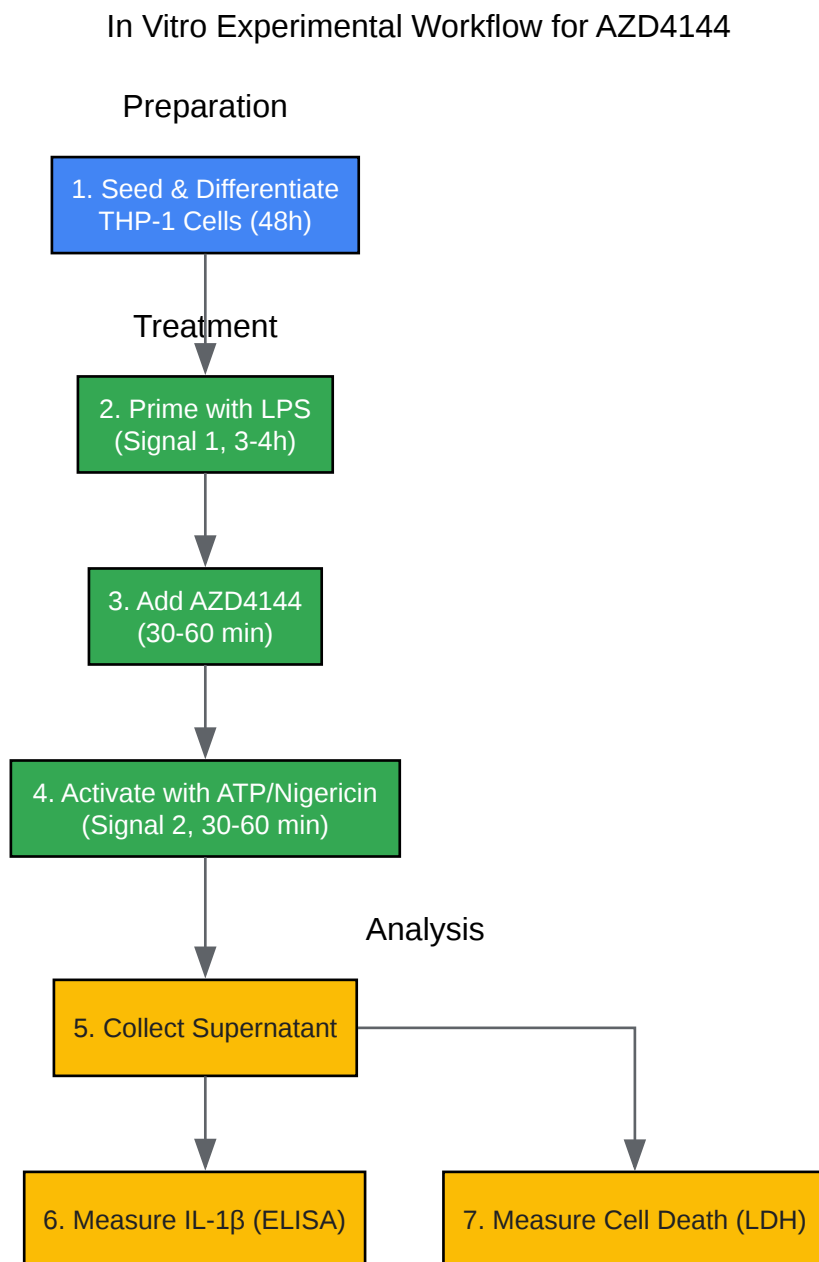 In Vitro Experimental Workflow for AZD4144
Preparation
1. Seed & Differentiate
THP-1 Cells (48h)
Treatment
2. Prime with LPS
(Signal 1, 3-4h)
3. Add AZD4144
(30-60 min)
4. Activate with ATP/Nigericin
(Signal 2, 30-60 min)
Analysis
5. Collect Supernatant
6. Measure IL-1β (ELISA)
7. Measure Cell Death (LDH)